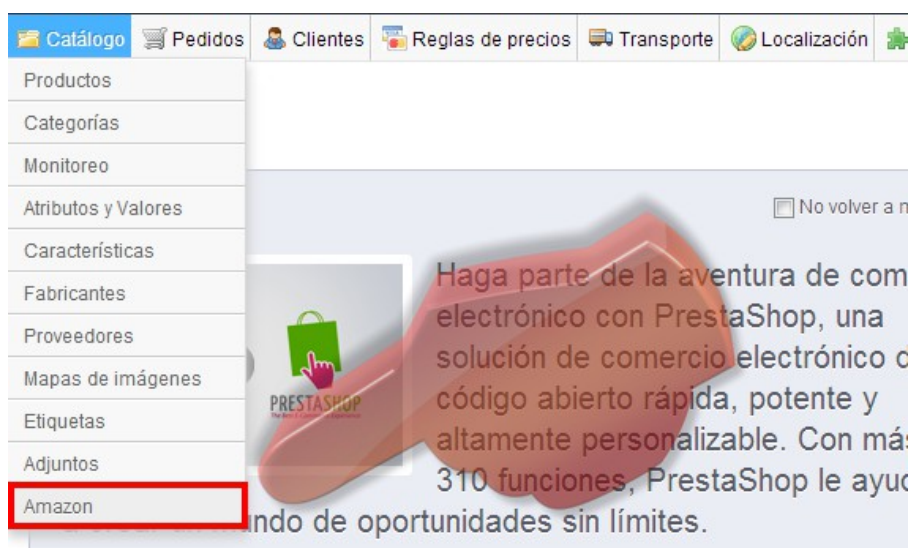 Catálogo Pedidos Clientes Reglas de precios Transporte Localización
Productos
Categorías
Monitoreo
Atributos y Valores
Características
Fabricantes
Proveedores
Mapas de imágenes
Etiquetas
Adjuntos
Amazon
No volver a
PRESTASHOP
Haga parte de la aventura de com
electrónico con PrestaShop, una
solución de comercio electrónico d
código abierto rápida, potente y
altamente personalizable. Con más
310 funciones, PrestaShop le ayud
ndo de oportunidades sin límites.